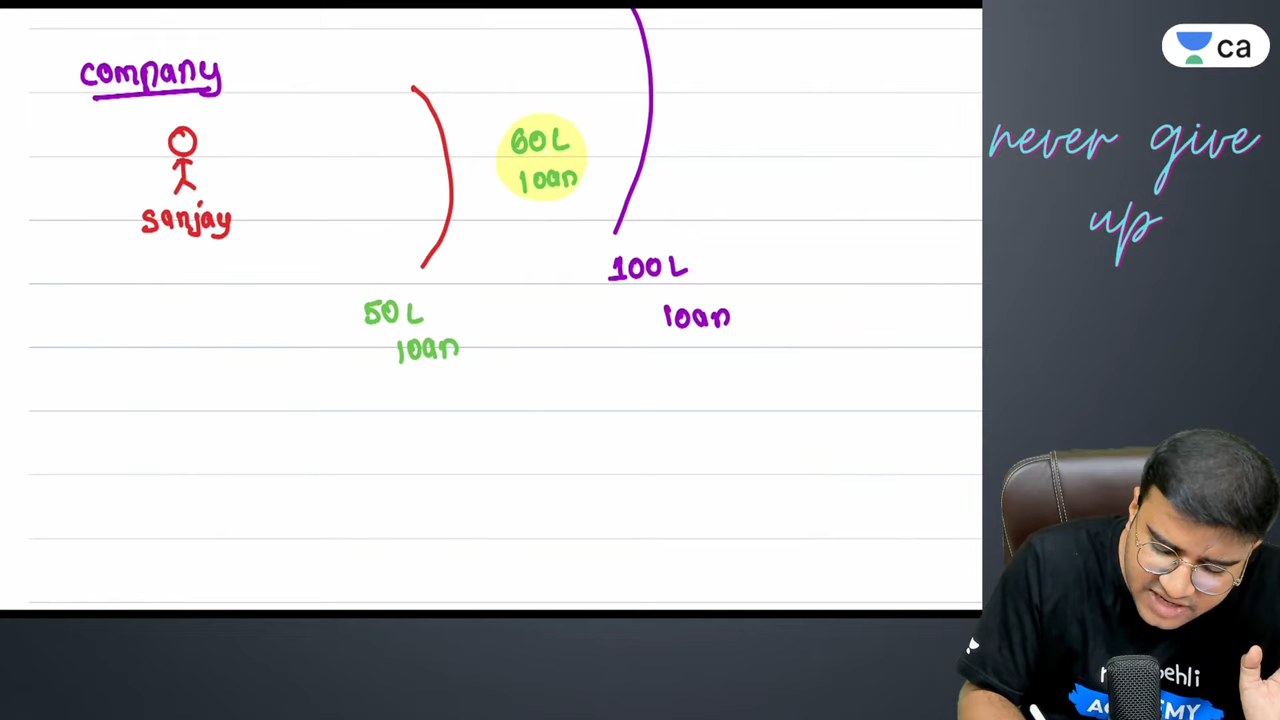 company
sanjay
60L
loan
50L
loan
100L
loan
ca
never give
up